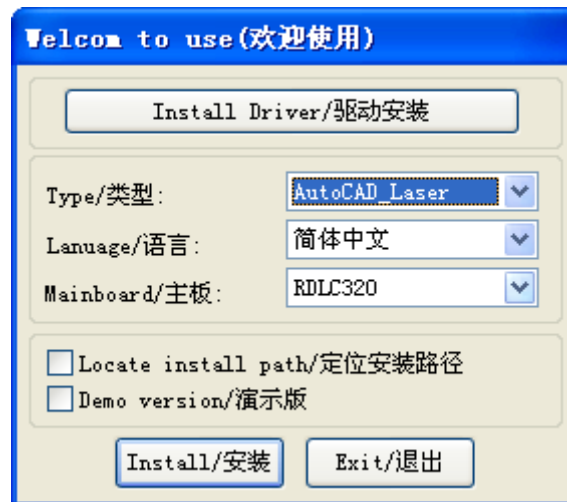 Welcom to use(欢迎使用)
Install Driver/驱动安装
Type/类型: AutoCAD_Laser
Lanuage/语言: 简体中文
Mainboard/主板: RDLC320
Locate install path/定位安装路径
Demo version/演示版
Install/安装 Exit/退出